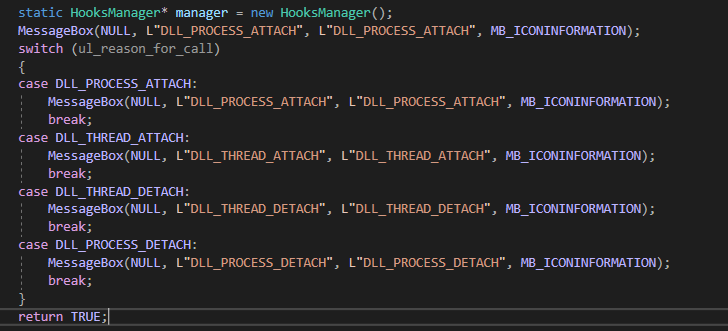 static HooksManager* manager = new HooksManager();
MessageBox(NULL, L"DLL_PROCESS_ATTACH", L"DLL_PROCESS_ATTACH", MB_ICONINFORMATION);
switch (ul_reason_for_call)
{
case DLL_PROCESS_ATTACH:
MessageBox(NULL, L"DLL_PROCESS_ATTACH", L"DLL_PROCESS_ATTACH", MB_ICONINFORMATION);
break;
case DLL_THREAD_ATTACH:
MessageBox(NULL, L"DLL_THREAD_ATTACH", L"DLL_THREAD_ATTACH", MB_ICONINFORMATION);
break;
case DLL_THREAD_DETACH:
MessageBox(NULL, L"DLL_THREAD_DETACH", L"DLL_THREAD_DETACH", MB_ICONINFORMATION);
break;
case DLL_PROCESS_DETACH:
MessageBox(NULL, L"DLL_PROCESS_DETACH", L"DLL_PROCESS_DETACH", MB_ICONINFORMATION);
break;
}
return TRUE;